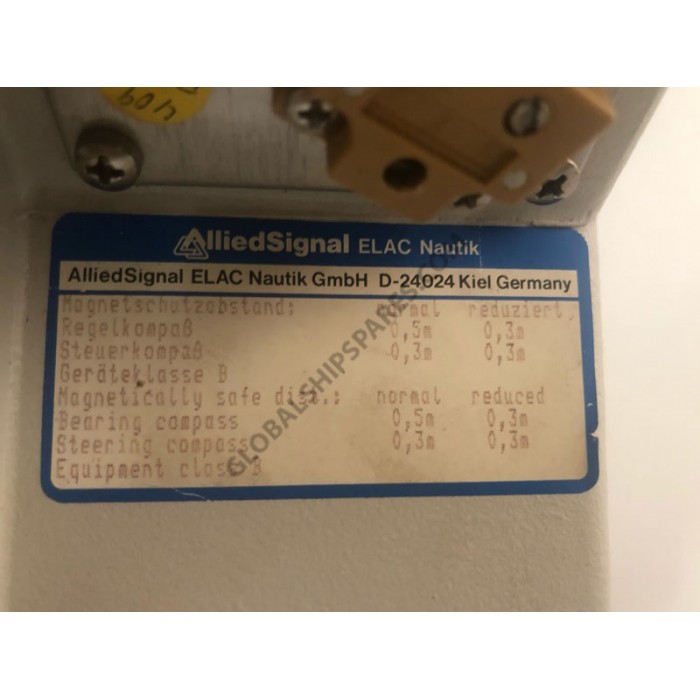 409
AlliedSignal ELAC Nautik
AlliedSignal ELAC Nautik GmbH D-24024 Kiel Germany
Magnetschutzabstand: normal reduziert
Regelkompaß 0,5m 0,3m
Steuerkompaß 0,3m 0,3m
Geräteklasse B
Magnetically safe dist.: normal reduced
Bearing compass 0,5m 0,3m
Steering compass 0,3m 0,3m
Equipment class B
GLOBALSHIPSPARES.COM